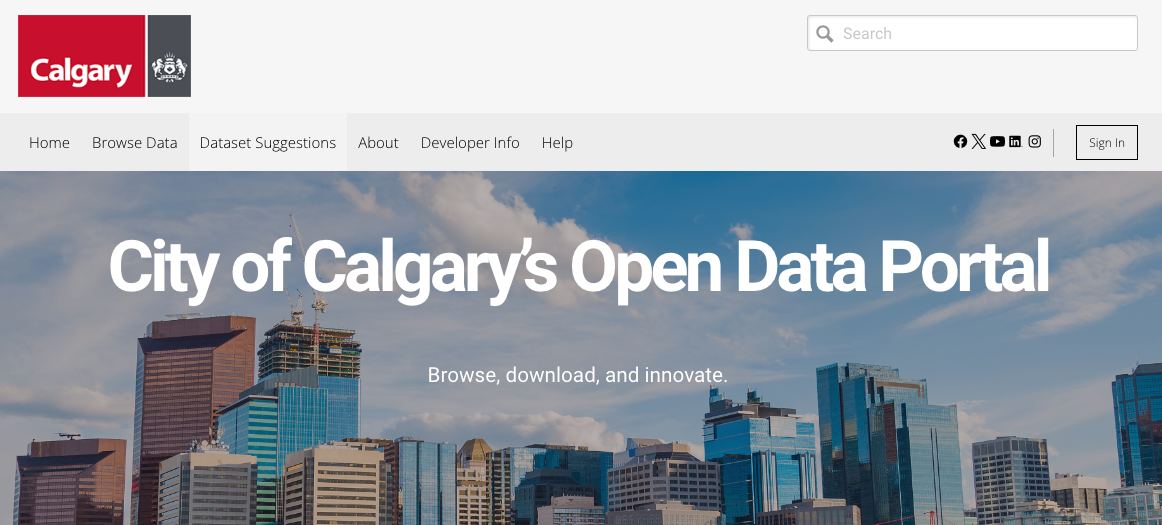 Calgary
Search
Home Browse Data Dataset Suggestions About Developer Info Help Sign In
City of Calgary’s Open Data Portal
Browse, download, and innovate.